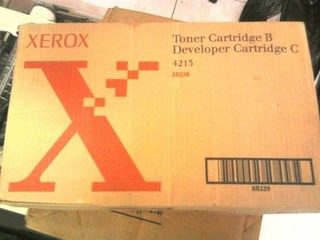 XEROX
Toner Cartridge B
Developer Cartridge C
4215
6R339
6R339